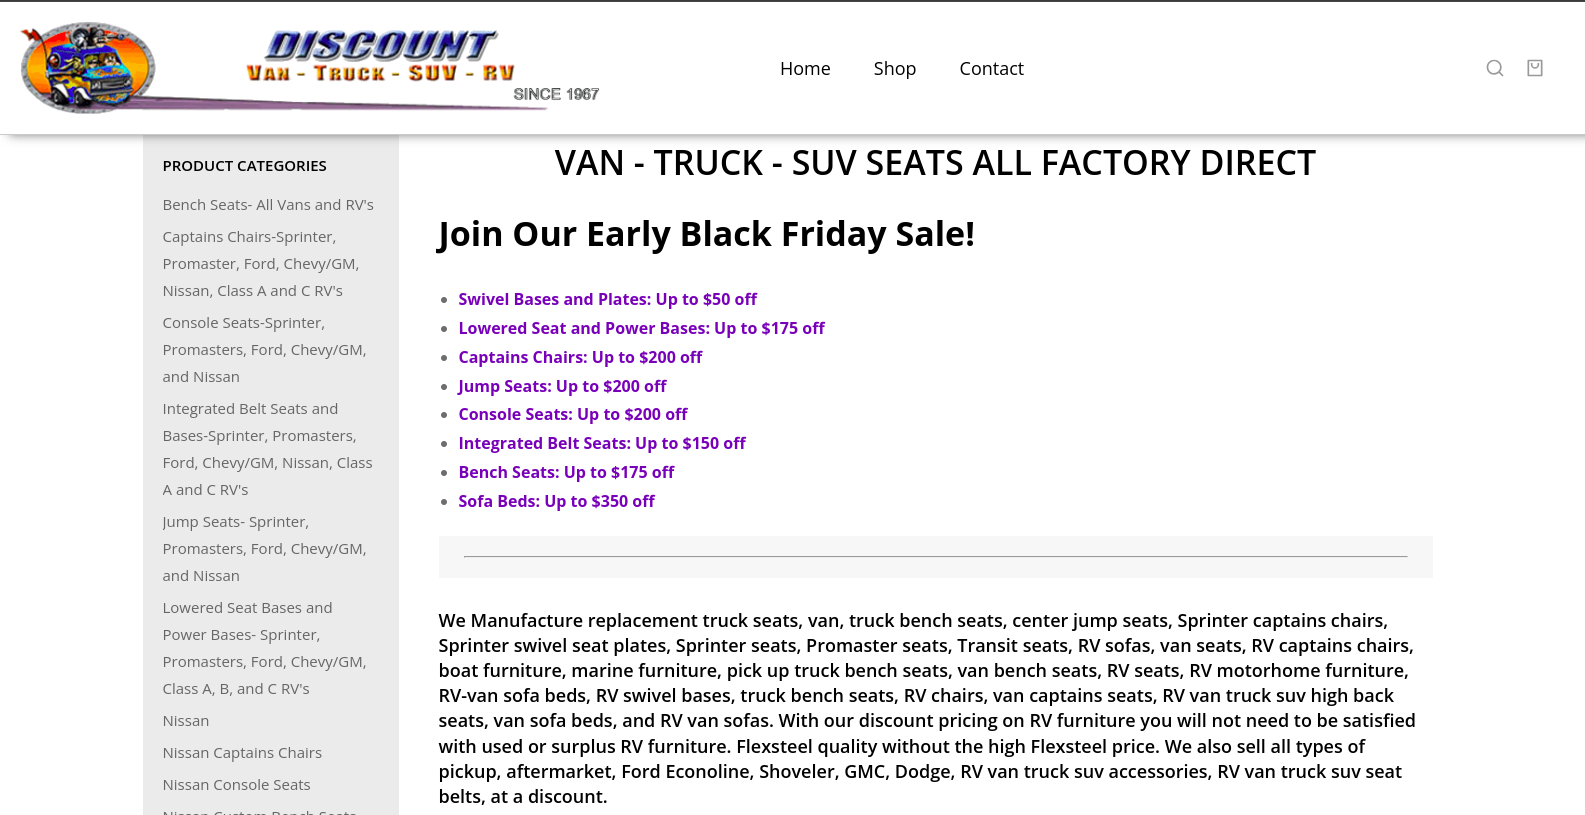 DISCOUNT
VAN - TRUCK - SUV - RV
SINCE 1967
Home
Shop
Contact
PRODUCT CATEGORIES
Bench Seats- All Vans and RV's
Captains Chairs-Sprinter,
Promaster, Ford, Chevy/GM,
Nissan, Class A and C RV's
Console Seats-Sprinter,
Promasters, Ford, Chevy/GM,
and Nissan
Integrated Belt Seats and
Bases-Sprinter, Promasters,
Ford, Chevy/GM, Nissan, Class
A and C RV's
Jump Seats- Sprinter,
Promasters, Ford, Chevy/GM,
and Nissan
Lowered Seat Bases and
Power Bases- Sprinter,
Promasters, Ford, Chevy/GM,
Class A, B, and C RV's
Nissan
Nissan Captains Chairs
Nissan Console Seats
Nissan Custom Bench Seats
VAN - TRUCK - SUV SEATS ALL FACTORY DIRECT
Join Our Early Black Friday Sale!
Swivel Bases and Plates: Up to $50 off
Lowered Seat and Power Bases: Up to $175 off
Captains Chairs: Up to $200 off
Jump Seats: Up to $200 off
Console Seats: Up to $200 off
Integrated Belt Seats: Up to $150 off
Bench Seats: Up to $175 off
Sofa Beds: Up to $350 off
We Manufacture replacement truck seats, van, truck bench seats, center jump seats, Sprinter captains chairs,
Sprinter swivel seat plates, Sprinter seats, Promaster seats, Transit seats, RV sofas, van seats, RV captains chairs,
boat furniture, marine furniture, pick up truck bench seats, van bench seats, RV seats, RV motorhome furniture,
RV-van sofa beds, RV swivel bases, truck bench seats, RV chairs, van captains seats, RV van truck suv high back
seats, van sofa beds, and RV van sofas. With our discount pricing on RV furniture you will not need to be satisfied
with used or surplus RV furniture. Flexsteel quality without the high Flexsteel price. We also sell all types of
pickup, aftermarket, Ford Econoline, Shoveler, GMC, Dodge, RV van truck suv accessories, RV van truck suv seat
belts, at a discount.